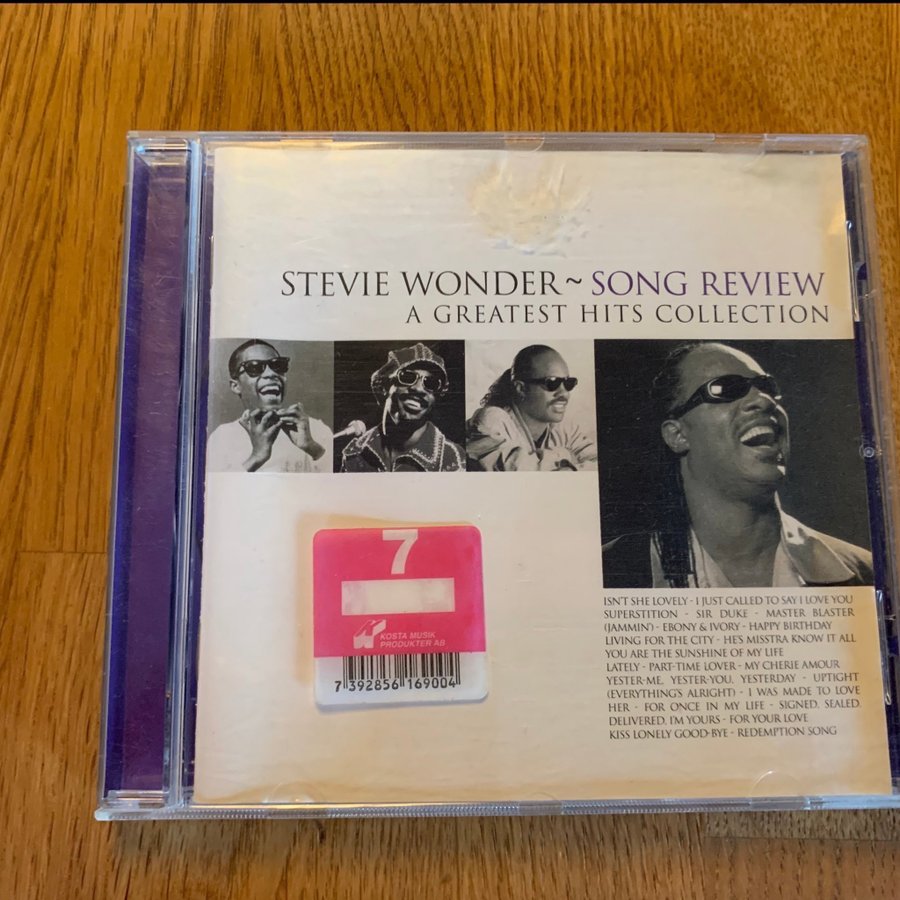 STEVIE WONDER~SONG REVIEW
A GREATEST HITS COLLECTION
7
KOSTA MUSIK
PRODUKTER AB
7 392856 169004
ISN'T SHE LOVELY - I JUST CALLED TO SAY I LOVE YOU
SUPERSTITION - SIR DUKE - MASTER BLASTER
(JAMMIN') - EBONY & IVORY - HAPPY BIRTHDAY
LIVING FOR THE CITY - HE'S MISSTRA KNOW IT ALL
YOU ARE THE SUNSHINE OF MY LIFE
LATELY - PART-TIME LOVER - MY CHERIE AMOUR
YESTER-ME, YESTER-YOU, YESTERDAY - UPTIGHT
(EVERYTHING'S ALRIGHT) - I WAS MADE TO LOVE
HER - FOR ONCE IN MY LIFE - SIGNED, SEALED,
DELIVERED, I'M YOURS - FOR YOUR LOVE
KISS LONELY GOOD-BYE - REDEMPTION SONG